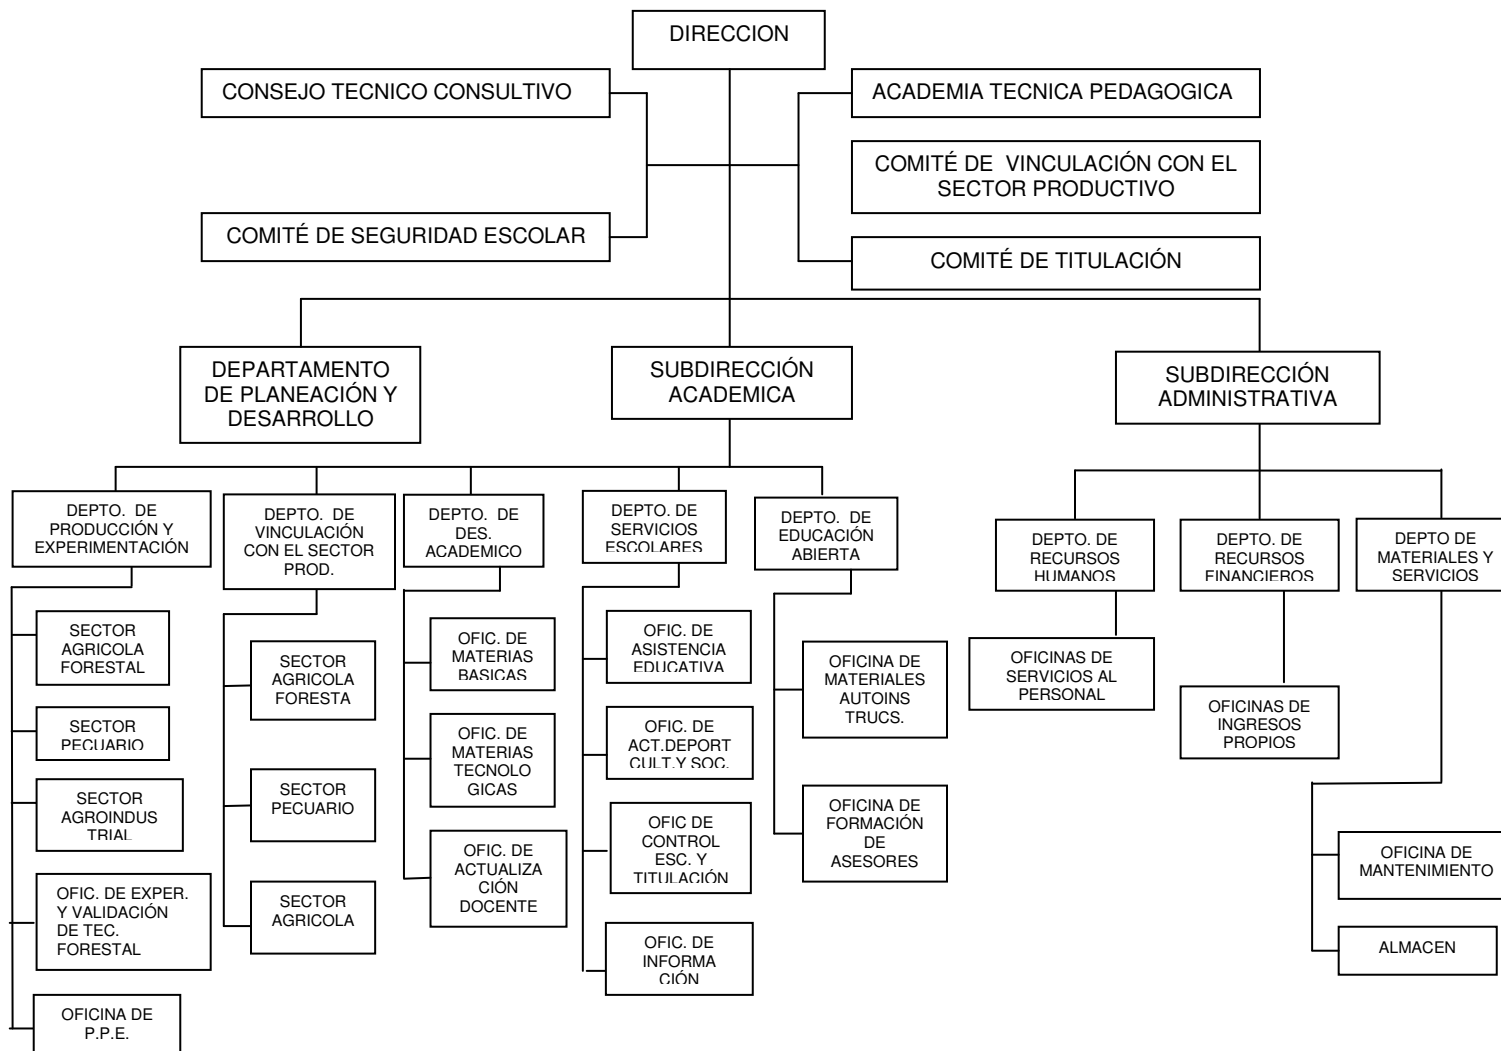 DIRECCION
CONSEJO TECNICO CONSULTIVO
ACADEMIA TECNICA PEDAGOGICA
COMITÉ DE VINCULACIÓN CON EL
SECTOR PRODUCTIVO
COMITÉ DE SEGURIDAD ESCOLAR
COMITÉ DE TITULACIÓN
DEPARTAMENTO
DE PLANEACIÓN Y
DESARROLLO
SUBDIRECCIÓN
ACADEMICA
SUBDIRECCIÓN
ADMINISTRATIVA
DEPTO. DE
PRODUCCIÓN Y
EXPERIMENTACIÓN
DEPTO. DE
VINCULACIÓN
CON EL SECTOR
PROD.
DEPTO. DE
DES.
ACADEMICO
DEPTO. DE
SERVICIOS
ESCOLARES
DEPTO. DE
EDUCACIÓN
ABIERTA
DEPTO. DE
RECURSOS
HUMANOS
DEPTO. DE
RECURSOS
FINANCIEROS
DEPTO DE
MATERIALES Y
SERVICIOS
SECTOR
AGRICOLA
FORESTAL
SECTOR
PECUARIO
SECTOR
AGROINDUS
TRIAL
OFIC. DE EXPER.
Y VALIDACIÓN
DE TEC.
FORESTAL
OFICINA DE
P.P.E.
SECTOR
AGRICOLA
FORESTA
SECTOR
PECUARIO
SECTOR
AGRICOLA
OFIC. DE
MATERIAS
BASICAS
OFIC. DE
MATERIAS
TECNOLO
GICAS
OFIC. DE
ACTUALIZA
CIÓN
DOCENTE
OFIC. DE
ASISTENCIA
EDUCATIVA
OFIC. DE
ACT.DEPORT
CULT.Y SOC.
OFIC DE
CONTROL
ESC. Y
TITULACIÓN
OFIC. DE
INFORMA
CIÓN
OFICINA DE
MATERIALES
AUTOINS
TRUCS.
OFICINA DE
FORMACIÓN
DE
ASESORES
OFICINAS DE
SERVICIOS AL
PERSONAL
OFICINAS DE
INGRESOS
PROPIOS
OFICINA DE
MANTENIMIENTO
ALMACEN